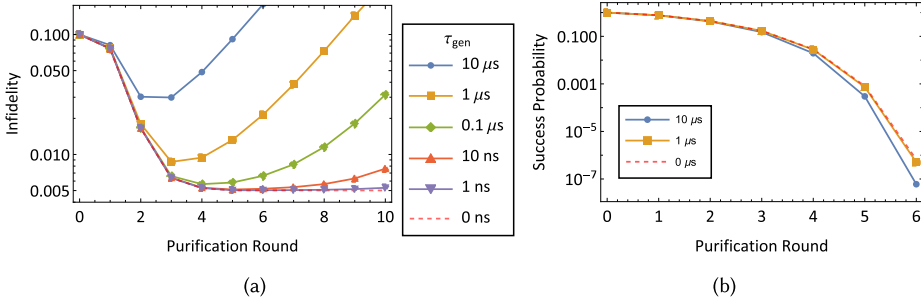 0.100
0.050
0.010
0.005
Infidelity
0 2 4 6 8 10
Purification Round
(a)
τgen
10 μs
1 μs
0.1 μs
10 ns
1 ns
0 ns
0.100
0.001
10⁻⁵
10⁻⁷
Success Probability
10 μs
1 μs
0 μs
0 1 2 3 4 5 6
Purification Round
(b)